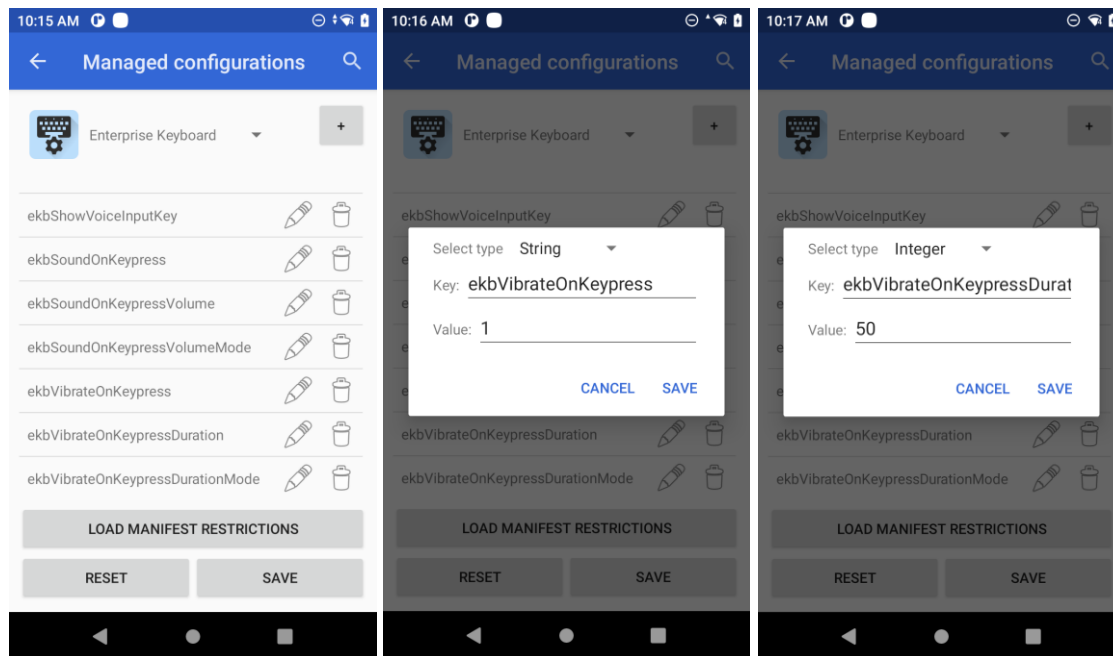 10:15 AM
Managed configurations
Enterprise Keyboard
+
ekbShowVoiceInputKey
ekbSoundOnKeypress
ekbSoundOnKeypressVolume
ekbSoundOnKeypressVolumeMode
ekbVibrateOnKeypress
ekbVibrateOnKeypressDuration
ekbVibrateOnKeypressDurationMode
LOAD MANIFEST RESTRICTIONS
RESET
SAVE
10:16 AM
Managed configurations
Enterprise Keyboard
+
ekbShowVoiceInputKey
Select type String
Key: ekbVibrateOnKeypress
Value: 1
CANCEL SAVE
ekbVibrateOnKeypressDuration
ekbVibrateOnKeypressDurationMode
LOAD MANIFEST RESTRICTIONS
RESET
SAVE
10:17 AM
Managed configurations
Enterprise Keyboard
+
ekbShowVoiceInputKey
Select type Integer
Key: ekbVibrateOnKeypressDurat
Value: 50
CANCEL SAVE
ekbVibrateOnKeypressDuration
ekbVibrateOnKeypressDurationMode
LOAD MANIFEST RESTRICTIONS
RESET
SAVE